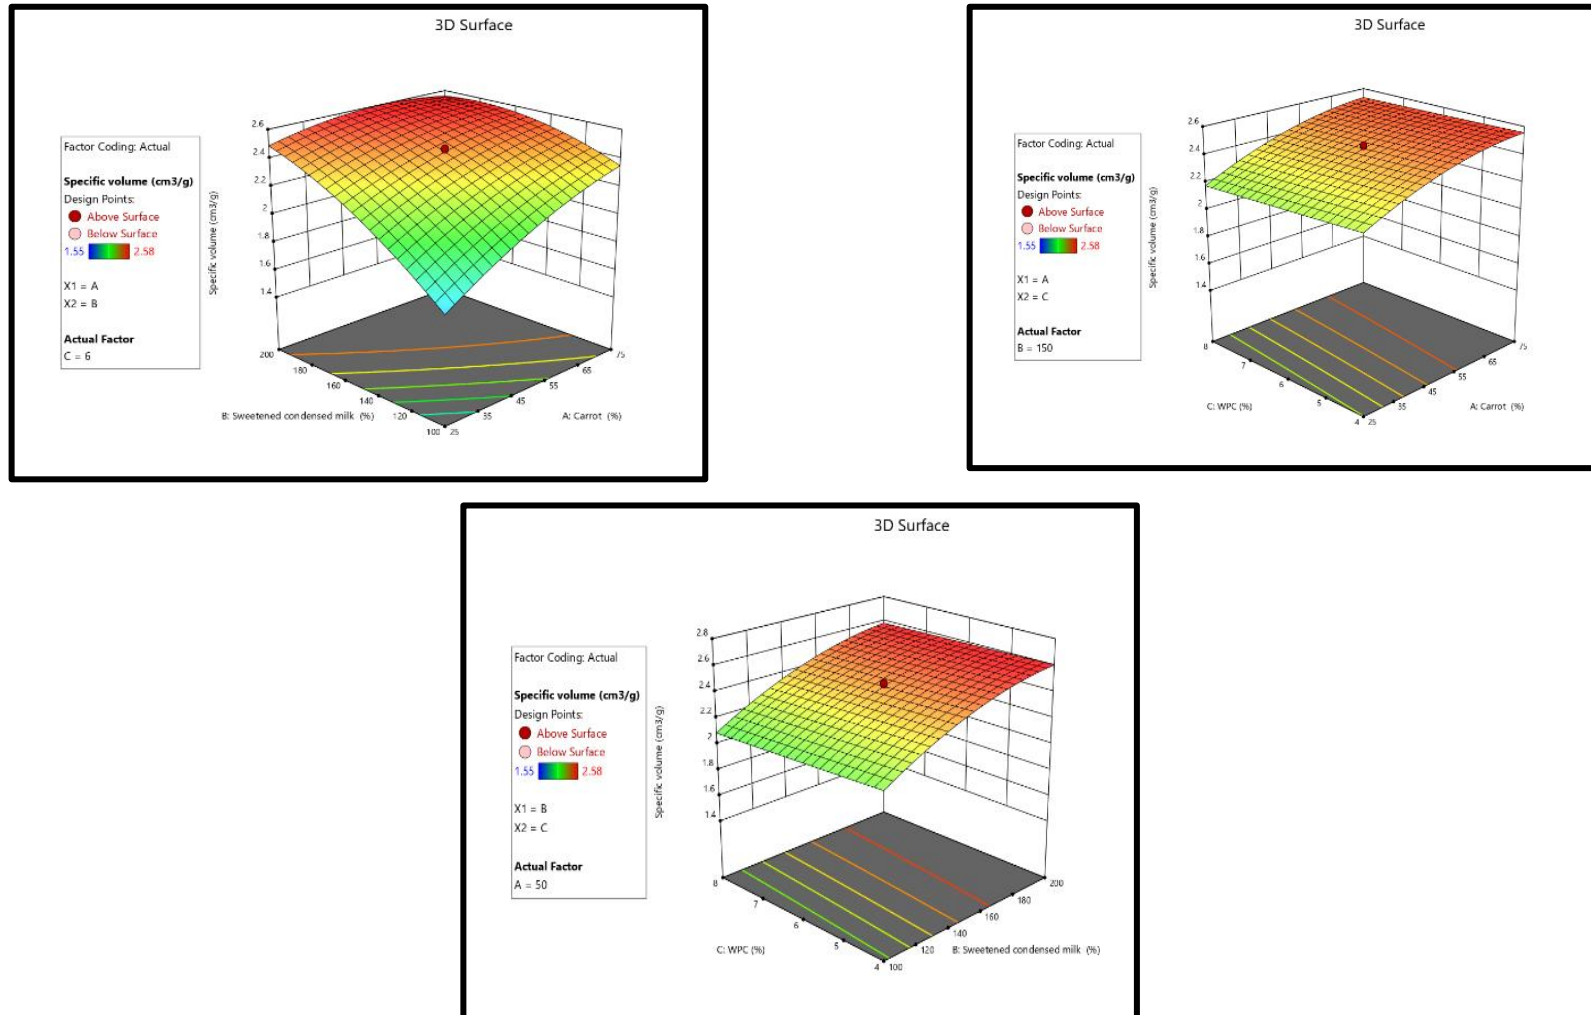 3D Surface
Factor Coding: Actual
Specific volume (cm3/g)
Design Points:
Above Surface
Below Surface
1.55 2.58
X1 = A
X2 = B
Actual Factor
C = 6
Specific volume (cm3/g)
2.6
2.4
2.2
2
1.8
1.6
1.4
200
180
160
140
120
100
B: Sweetened condensed milk (%)
25
35
45
55
65
75
A: Carrot (%)
3D Surface
Factor Coding: Actual
Specific volume (cm3/g)
Design Points:
Above Surface
Below Surface
1.55 2.58
X1 = A
X2 = C
Actual Factor
B = 150
Specific volume (cm3/g)
2.6
2.4
2.2
2
1.8
1.6
1.4
8
7
6
5
4
C: WPC (%)
25
35
45
55
65
75
A: Carrot (%)
3D Surface
Factor Coding: Actual
Specific volume (cm3/g)
Design Points:
Above Surface
Below Surface
1.55 2.58
X1 = B
X2 = C
Actual Factor
A = 50
Specific volume (cm3/g)
2.8
2.6
2.4
2.2
2
1.8
1.6
1.4
8
7
6
5
4
C: WPC (%)
100
120
140
160
180
200
B: Sweetened condensed milk (%)